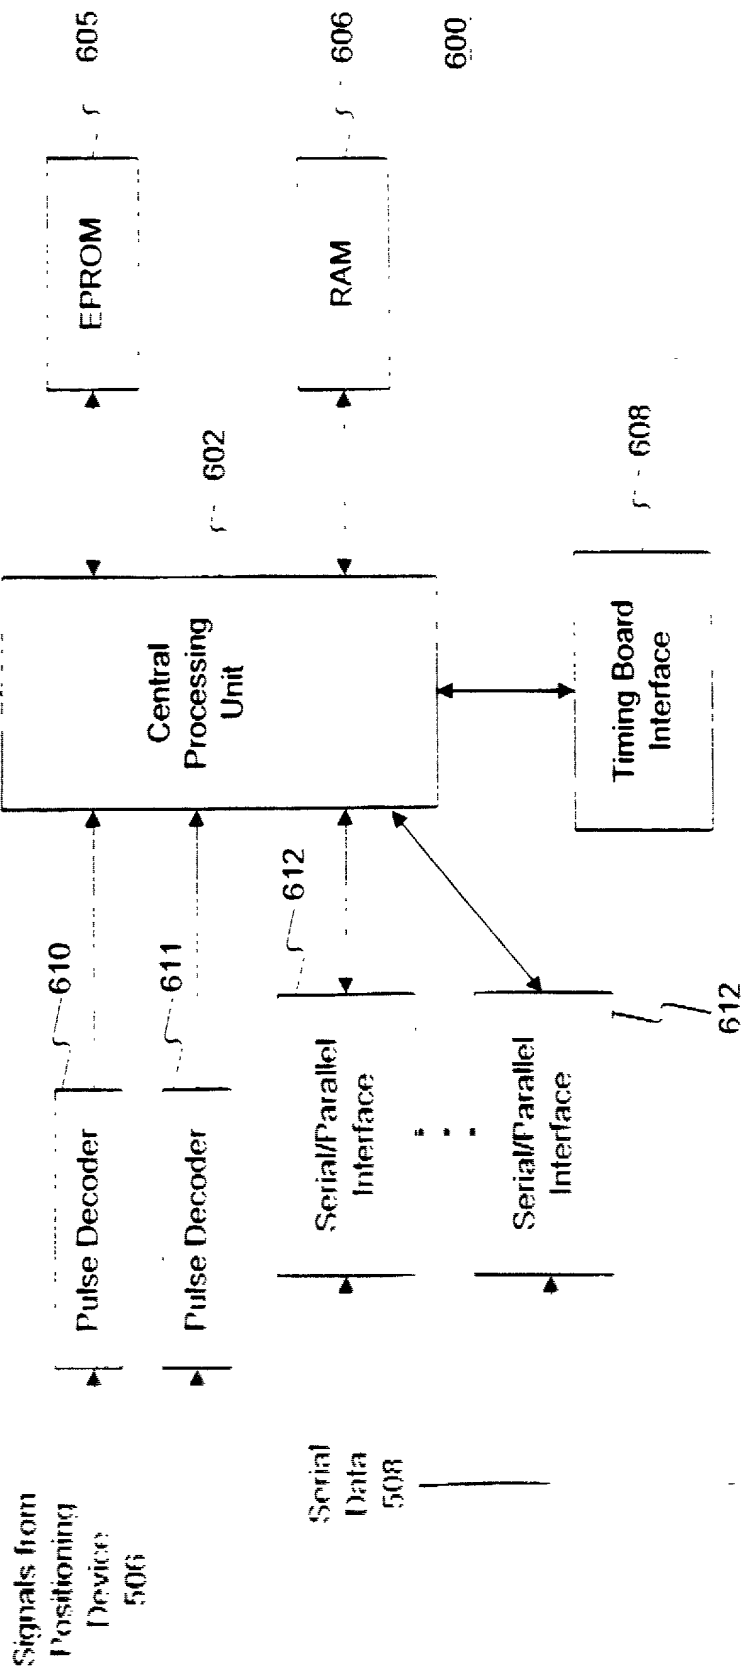 Signals from
Positioning
Device
506
Serial
Data
508
Pulse Decoder
610
Pulse Decoder
611
Serial/Parallel
Interface
612
Serial/Parallel
Interface
612
Central
Processing
Unit
602
Timing Board
Interface
608
EPROM
605
RAM
606
600